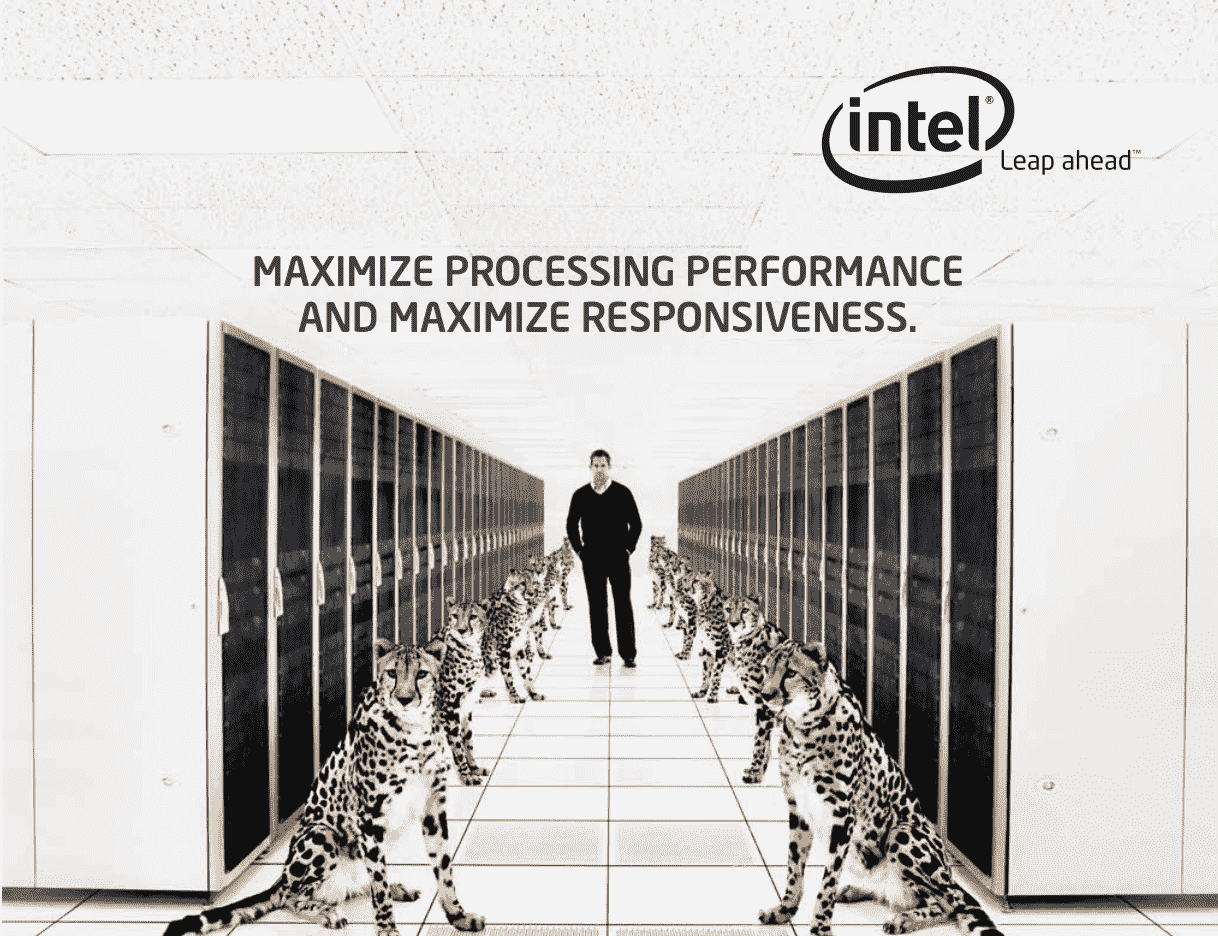 intel®
Leap ahead™
MAXIMIZE PROCESSING PERFORMANCE
AND MAXIMIZE RESPONSIVENESS.